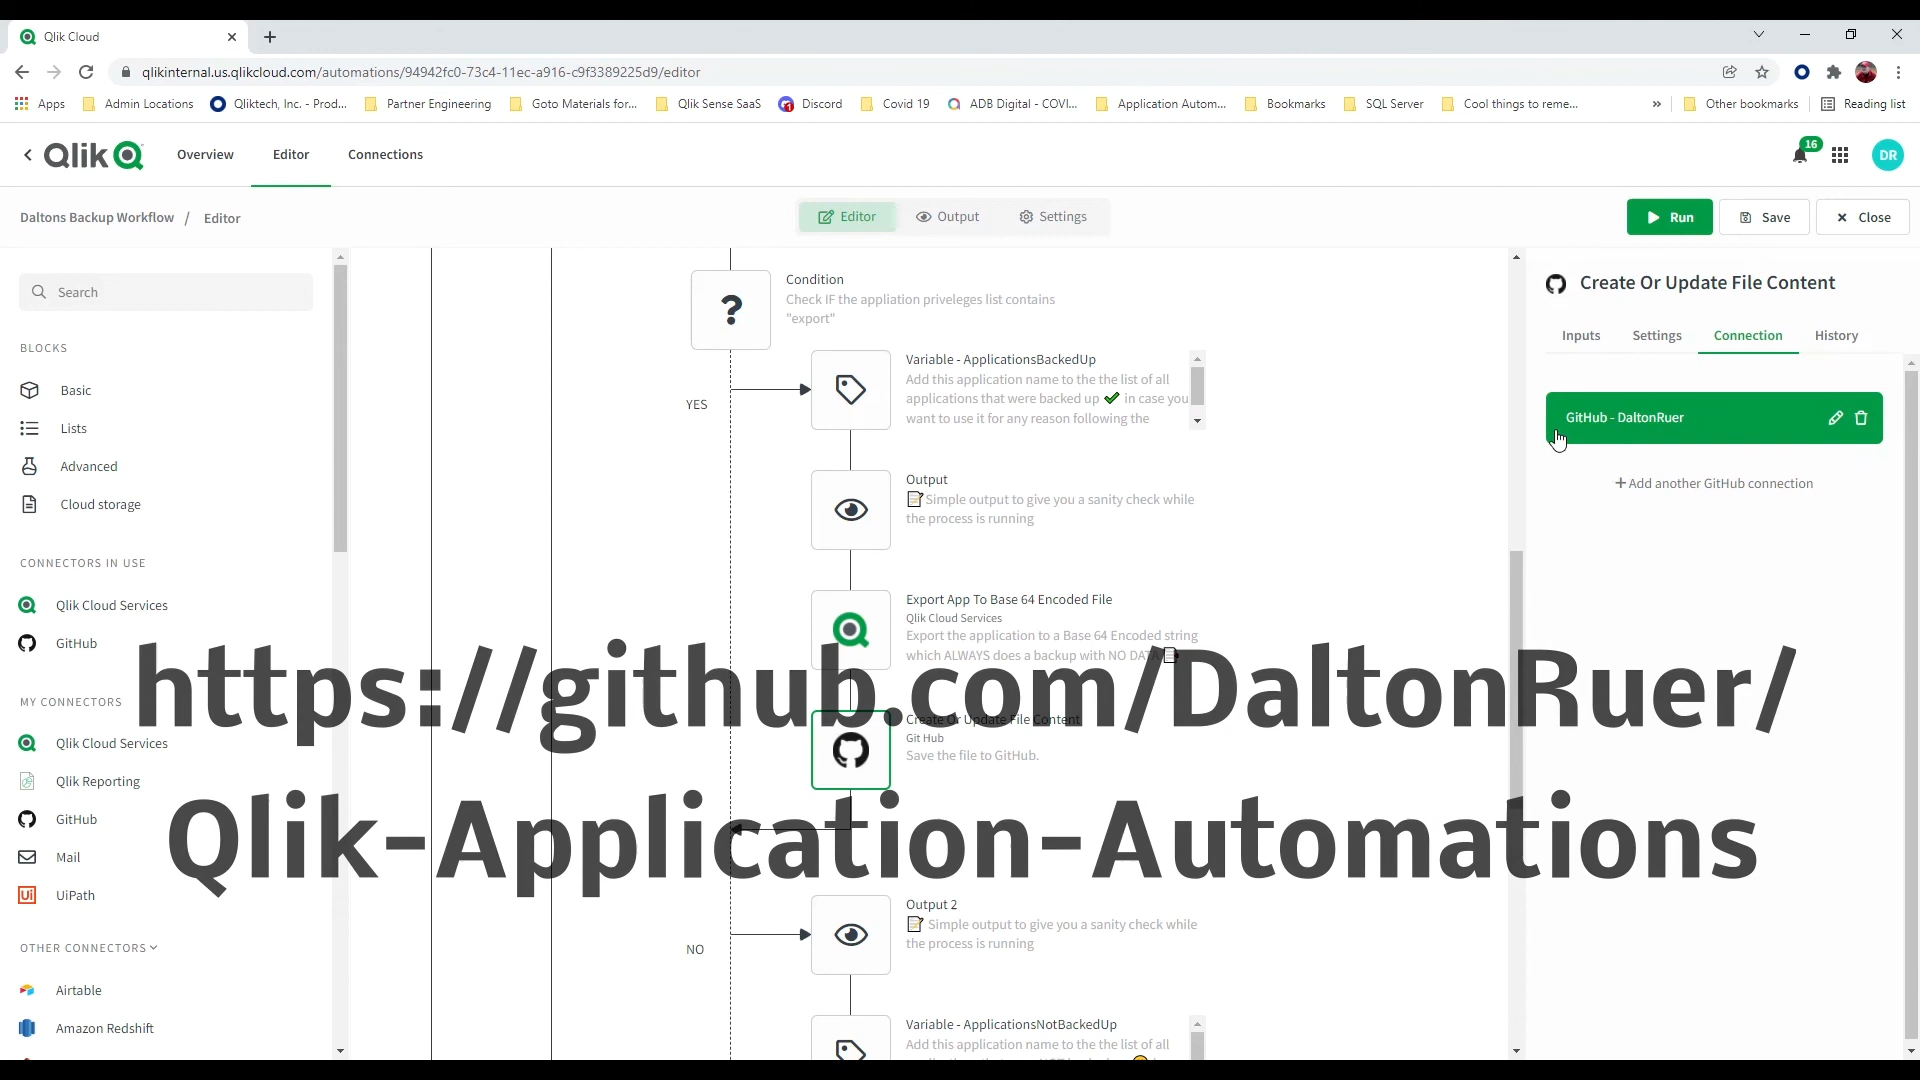 Qlik Cloud
qlikinternal.us.qlikcloud.com/automations/94942fc0-73c4-11ec-a916-c9f3389225d9/editor
Apps
Admin Locations
Qliktech, Inc. - Prod...
Partner Engineering
Goto Materials for...
Qlik Sense SaaS
Discord
Covid 19
ADB Digital - COVI...
Application Autom...
Bookmarks
SQL Server
Cool things to reme...
»
Other bookmarks
Reading list
Qlik
Overview
Editor
Connections
16
DR
Daltons Backup Workflow / Editor
Editor
Output
Settings
Run
Save
Close
Search
BLOCKS
Basic
Lists
Advanced
Cloud storage
CONNECTORS IN USE
Qlik Cloud Services
GitHub
MY CONNECTORS
Qlik Cloud Services
Qlik Reporting
GitHub
Mail
Ui
UiPath
OTHER CONNECTORS
Airtable
Amazon Redshift
?
Condition
Check IF the appliation priveleges list contains
"export"
YES
Variable - ApplicationsBackedUp
Add this application name to the the list of all
applications that were backed up ✔ in case you
want to use it for any reason following the
Output
📝Simple output to give you a sanity check while
the process is running
Export App To Base 64 Encoded File
Qlik Cloud Services
Export the application to a Base 64 Encoded string
which ALWAYS does a backup with NO DATA
Create Or Update File Content
Git Hub
Save the file to GitHub.
https://github.com/DaltonRuer/
Qlik-Application-Automations
NO
Output 2
📝 Simple output to give you a sanity check while
the process is running
Variable - ApplicationsNotBackedUp
Add this application name to the the list of all
Create Or Update File Content
Inputs
Settings
Connection
History
GitHub - DaltonRuer
+ Add another GitHub connection